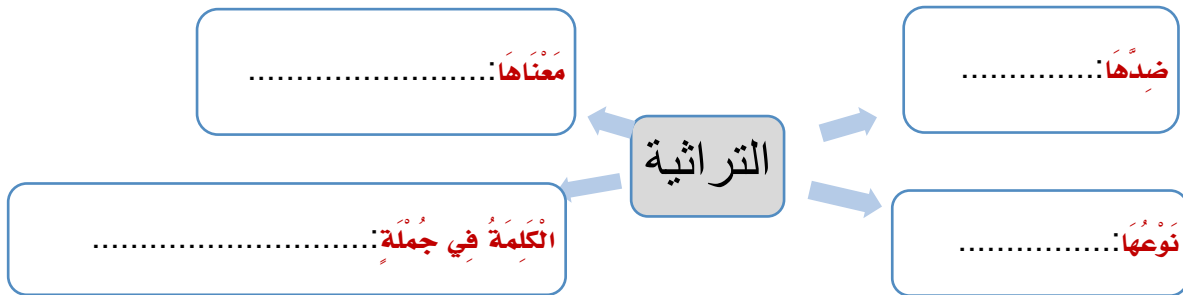 ضِدَّهَا:..............
مَعْنَاهَا:.........................
التراثية
نَوْعُهَا:................
الْكَلِمَةُ فِي جُمْلَةٍ:.............................